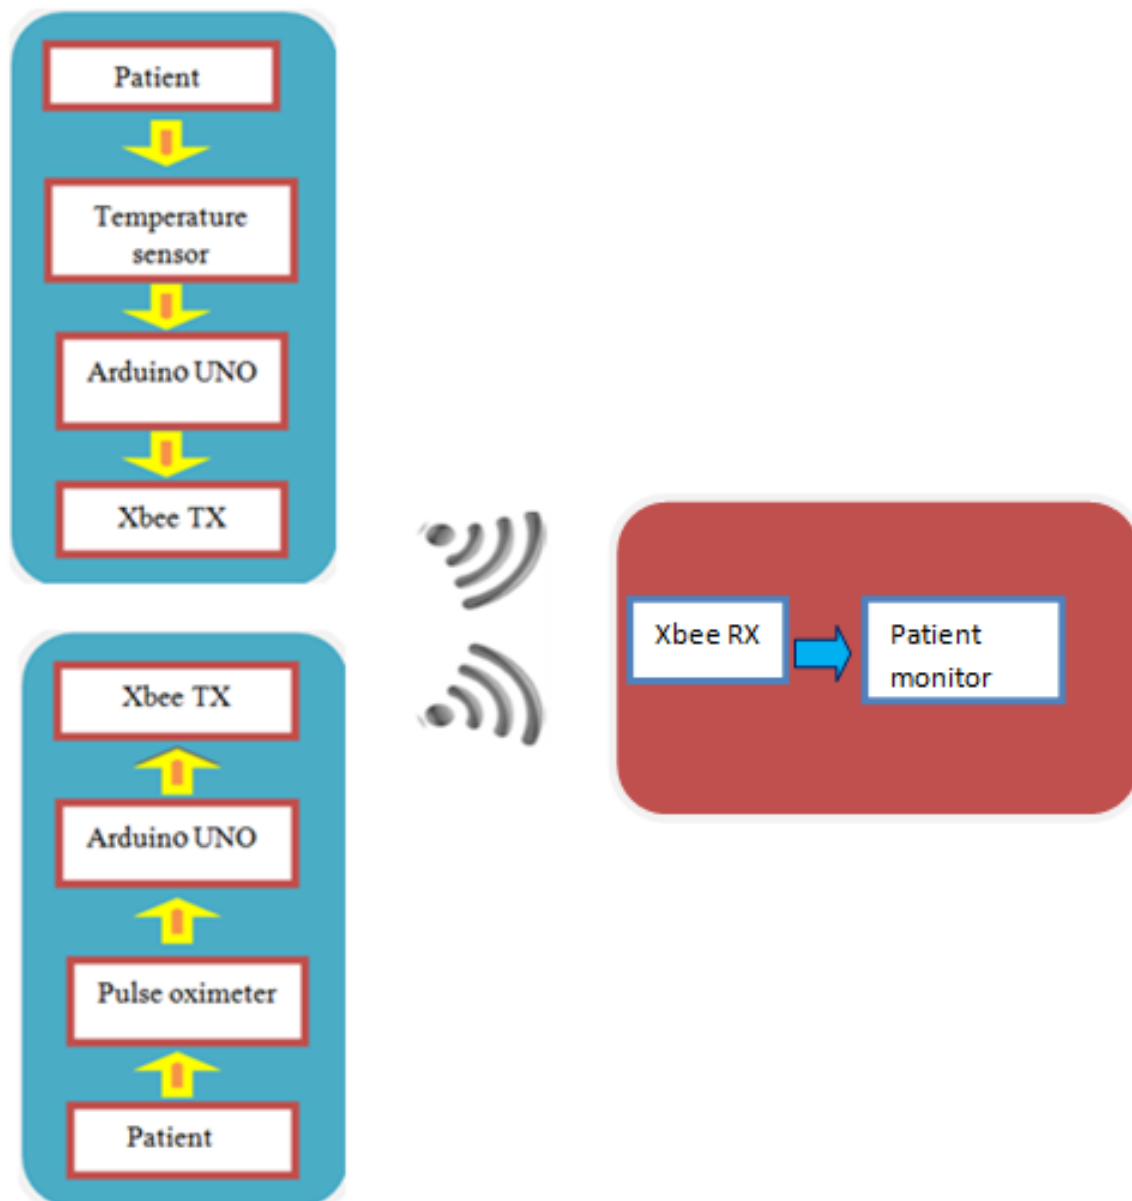 Patient
Temperature
sensor
Arduino UNO
Xbee TX
Xbee TX
Arduino UNO
Pulse oximeter
Patient
Xbee RX
Patient
monitor